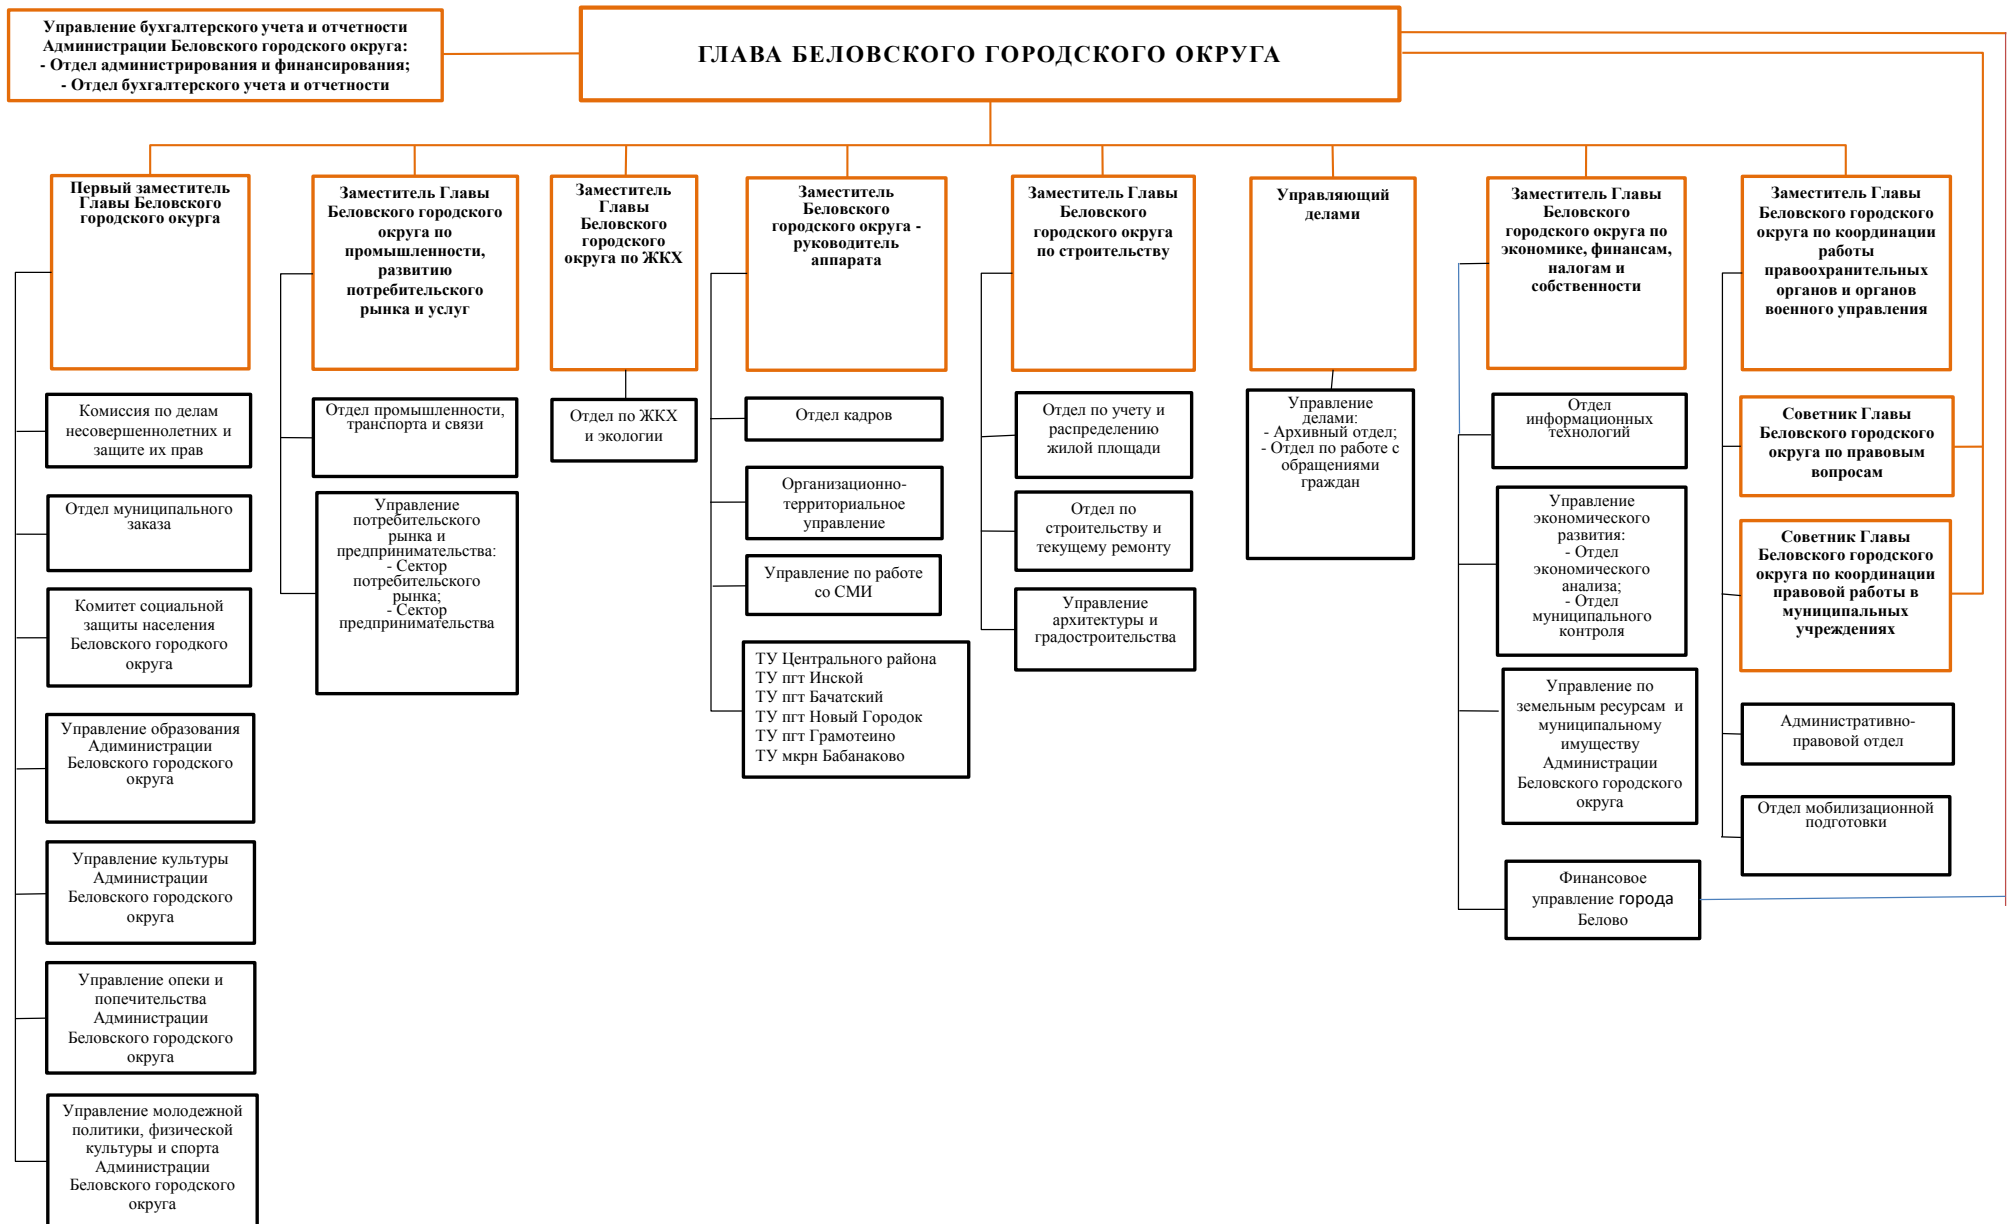 Управление бухгалтерского учета и отчетности
Администрации Беловского городского округа:
- Отдел администрирования и финансирования;
- Отдел бухгалтерского учета и отчетности
ГЛАВА БЕЛОВСКОГО ГОРОДСКОГО ОКРУГА
Первый заместитель
Главы Беловского
городского окурга
Комиссия по делам
несовершеннолетних и
защите их прав
Отдел муниципального
заказа
Комитет социальной
защиты населения
Беловского городкого
округа
Управление образования
Адиминистрации
Беловского городского
округа
Управление культуры
Администрации
Беловского городского
округа
Управление опеки и
попечительства
Администрации
Беловского городского
округа
Управление молодежной
политики, физической
культуры и спорта
Администрации
Беловского городского
округа
Заместитель Главы
Беловского городского
округа по
промышленности,
развитию
потребительского
рынка и услуг
Отдел промышленности,
транспорта и связи
Управление
потребительского
рынка и
предпринимательства:
- Сектор
потребительского
рынка;
- Сектор
предпринимательства
Заместитель
Главы
Беловского
городского
округа по ЖКХ
Отдел по ЖКХ
и экологии
Заместитель
Беловского
городского округа -
руководитель
аппарата
Отдел кадров
Организационно-
территориальное
управление
Управление по работе
со СМИ
ТУ Центрального района
ТУ пгт Инской
ТУ пгт Бачатский
ТУ пгт Новый Городок
ТУ пгт Грамотеино
ТУ мкрн Бабанаково
Заместитель Главы
Беловского
городского округа
по строительству
Отдел по учету и
распределению
жилой площади
Отдел по
строительству и
текущему ремонту
Управление
архитектуры и
градостроительства
Управляющий
делами
Управление
делами:
- Архивный отдел;
- Отдел по работе с
обращениями
граждан
Заместитель Главы
Беловского
городского округа по
экономике, финансам,
налогам и
собственности
Отдел
информационных
технологий
Управление
экономического
развития:
- Отдел
экономического
анализа;
- Отдел
муниципального
контроля
Управление по
земельным ресурсам и
муниципальному
имуществу
Администрации
Беловского городского
округа
Финансовое
управление города
Белово
Заместитель Главы
Беловского городского
округа по координации
работы
правоохранительных
органов и органов
военного управления
Советник Главы
Беловского городского
округа по правовым
вопросам
Советник Главы
Беловского городского
округа по координации
правовой работы в
муниципальных
учреждениях
Административно-
правовой отдел
Отдел мобилизационной
подготовки